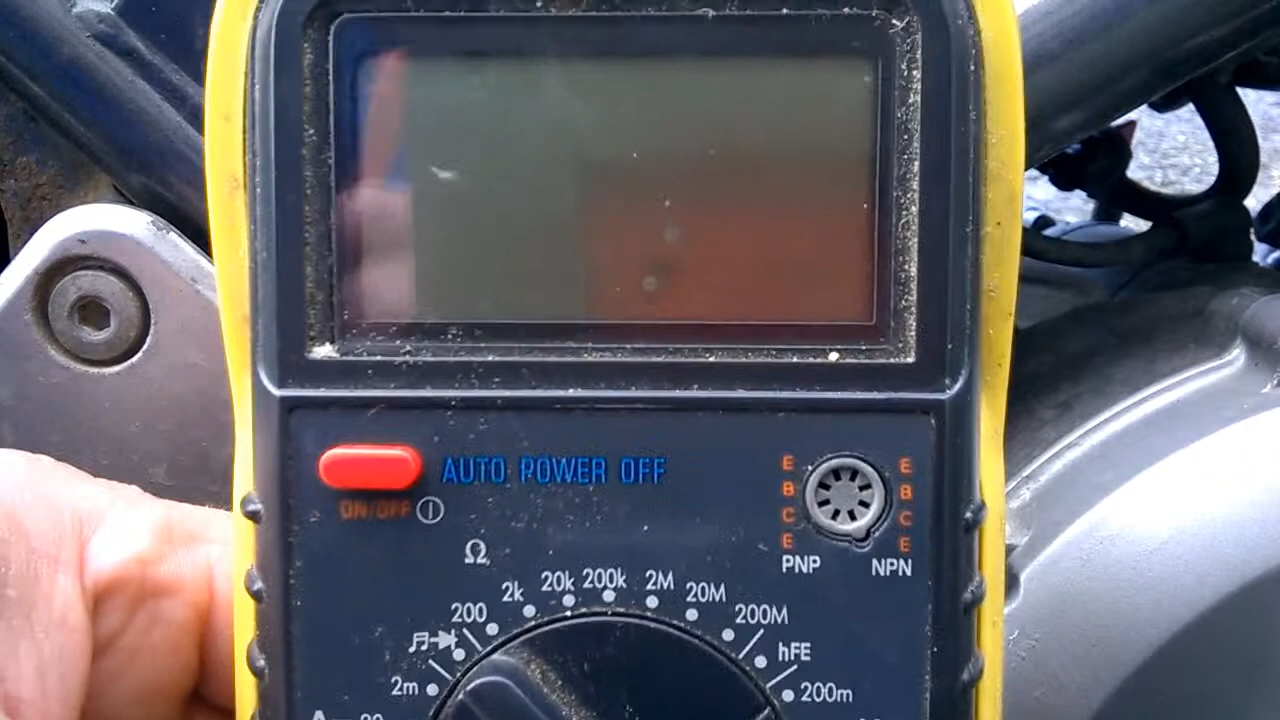 AUTO POWER OFF
ON/OFF
E E
B B
C C
E E
PNP NPN
Ω
200 2k 20k 200k 2M 20M 200M
hFE
2m 200m